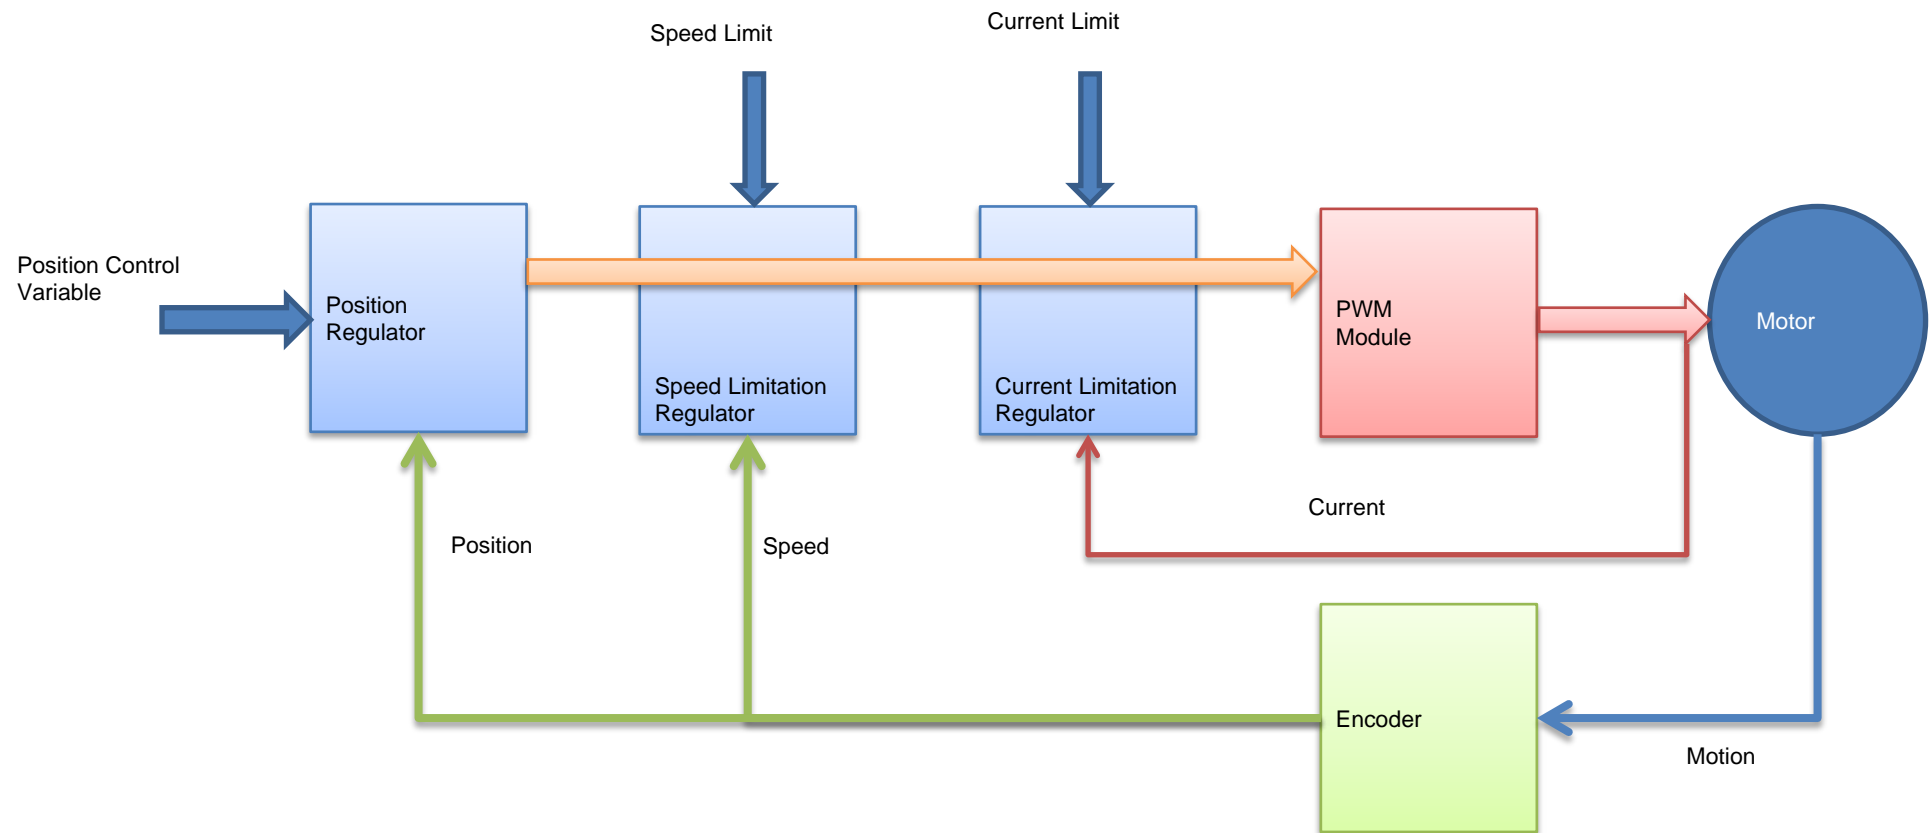 Speed Limit
Current Limit
Position Control
Variable
Position
Regulator
Speed Limitation
Regulator
Current Limitation
Regulator
PWM
Module
Motor
Current
Position
Speed
Encoder
Motion